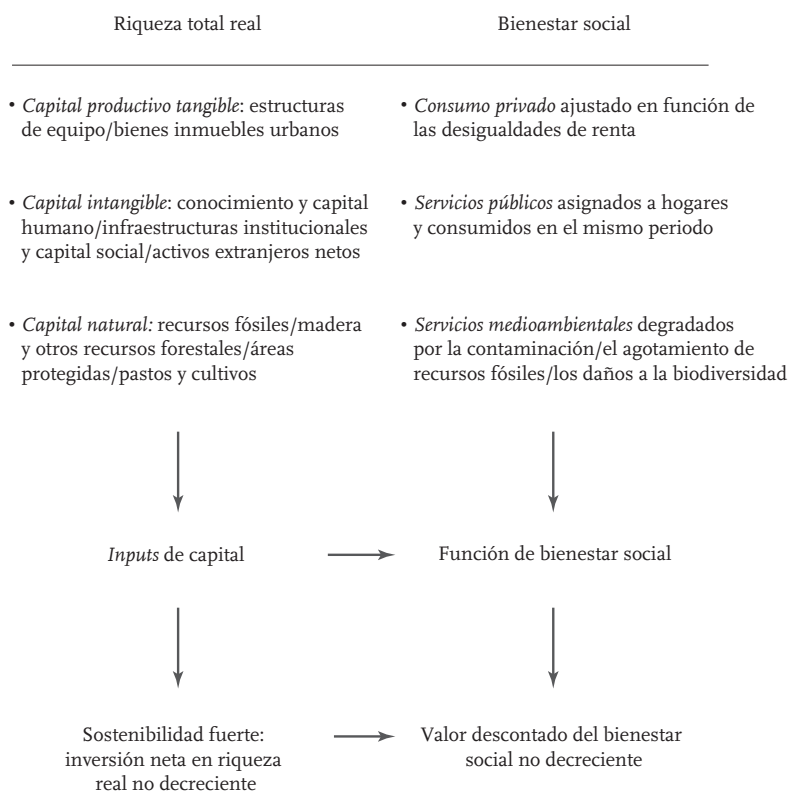 Riqueza total real
Bienestar social
• Capital productivo tangible: estructuras
de equipo/bienes inmuebles urbanos
• Consumo privado ajustado en función de
las desigualdades de renta
• Capital intangible: conocimiento y capital
humano/infraestructuras institucionales
y capital social/activos extranjeros netos
• Servicios públicos asignados a hogares
y consumidos en el mismo periodo
• Capital natural: recursos fósiles/madera
y otros recursos forestales/áreas
protegidas/pastos y cultivos
• Servicios medioambientales degradados
por la contaminación/el agotamiento de
recursos fósiles/los daños a la biodiversidad
Inputs de capital
Función de bienestar social
Sostenibilidad fuerte:
inversión neta en riqueza
real no decreciente
Valor descontado del bienestar
social no decreciente